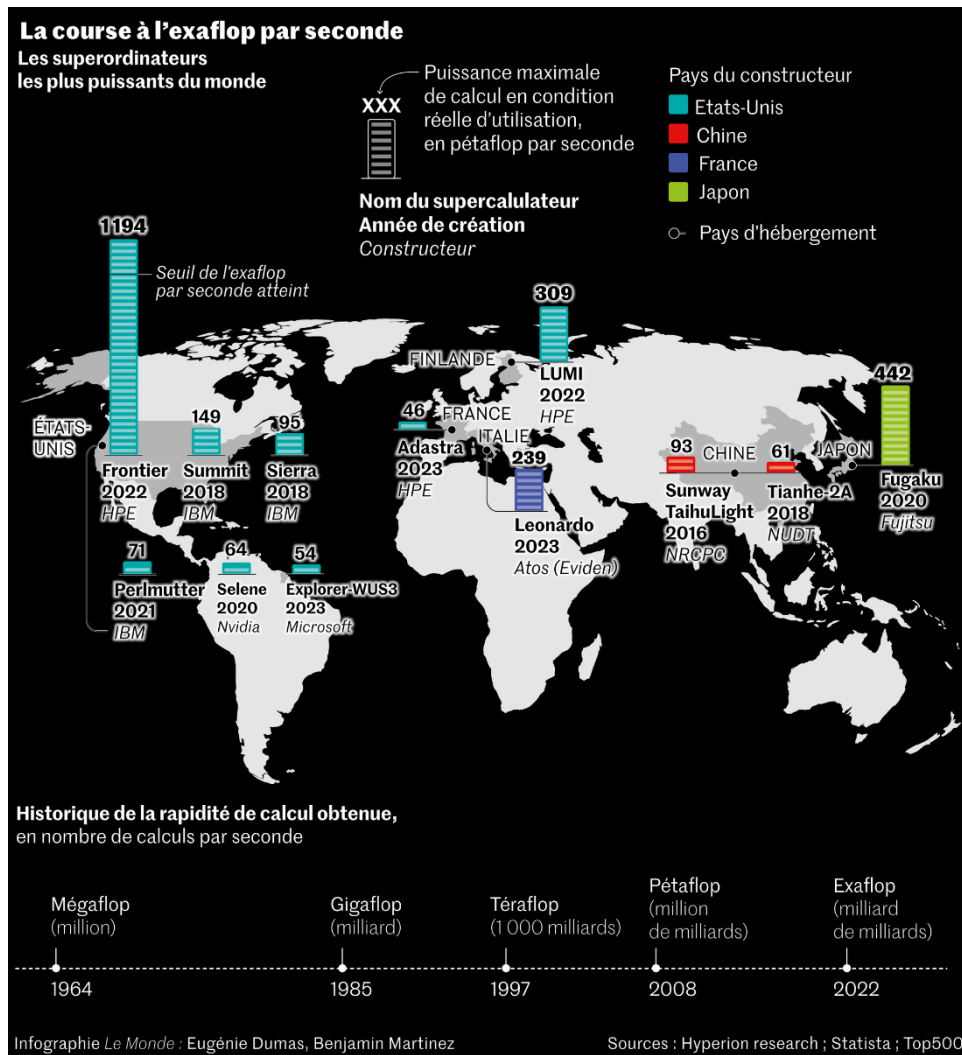 La course à l'exaflop par seconde
Les superordinateurs
les plus puissants du monde
XXX
Puissance maximale
de calcul en condition
réelle d'utilisation,
en pétaflop par seconde
Nom du supercalulateur
Année de création
Constructeur
Pays du constructeur
Etats-Unis
Chine
France
Japon
Pays d'hébergement
1194
Seuil de l'exaflop
par seconde atteint
ÉTATS-
UNIS
Frontier
2022
HPE
149
Summit
2018
IBM
95
Sierra
2018
IBM
71
Perlmutter
2021
IBM
64
Selene
2020
Nvidia
54
Explorer-WUS3
2023
Microsoft
309
FINLANDE
LUMI
2022
HPE
46
FRANCE
Adastra
2023
HPE
ITALIE
239
Leonardo
2023
Atos (Eviden)
93
CHINE
Sunway
TaihuLight
2016
NRCPC
61
Tianhe-2A
2018
NUDT
442
JAPON
Fugaku
2020
Fujitsu
Historique de la rapidité de calcul obtenue,
en nombre de calculs par seconde
Mégaflop
(million)
1964
Gigaflop
(milliard)
1985
Téraflop
(1 000 milliards)
1997
Pétaflop
(million
de milliards)
2008
Exaflop
(milliard
de milliards)
2022
Infographie Le Monde : Eugénie Dumas, Benjamin Martinez
Sources : Hyperion research ; Statista ; Top500